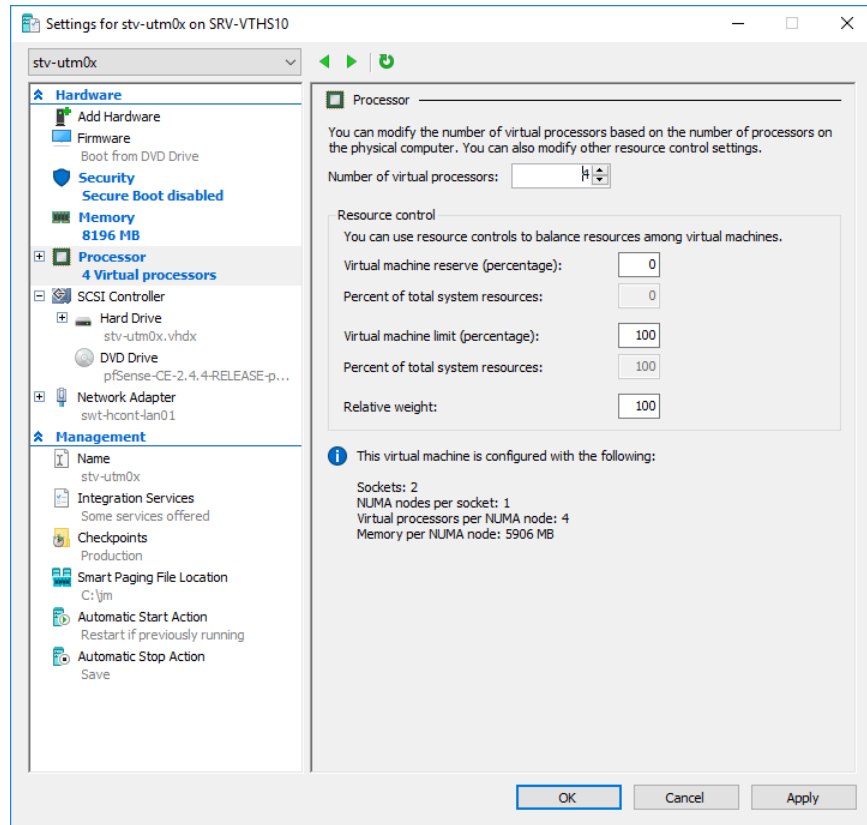 Settings for stv-utm0x on SRV-VTHS10
stv-utm0x
Hardware
Add Hardware
Firmware
Boot from DVD Drive
Security
Secure Boot disabled
Memory
8196 MB
Processor
4 Virtual processors
SCSI Controller
Hard Drive
stv-utm0x.vhdx
DVD Drive
pfSense-CE-2.4.4-RELEASE-p...
Network Adapter
swt-hcont-lan01
Management
Name
stv-utm0x
Integration Services
Some services offered
Checkpoints
Production
Smart Paging File Location
C:\jm
Automatic Start Action
Restart if previously running
Automatic Stop Action
Save
Processor
You can modify the number of virtual processors based on the number of processors on
the physical computer. You can also modify other resource control settings.
Number of virtual processors: 4
Resource control
You can use resource controls to balance resources among virtual machines.
Virtual machine reserve (percentage): 0
Percent of total system resources: 0
Virtual machine limit (percentage): 100
Percent of total system resources: 100
Relative weight: 100
This virtual machine is configured with the following:
Sockets: 2
NUMA nodes per socket: 1
Virtual processors per NUMA node: 4
Memory per NUMA node: 5906 MB
OK Cancel Apply